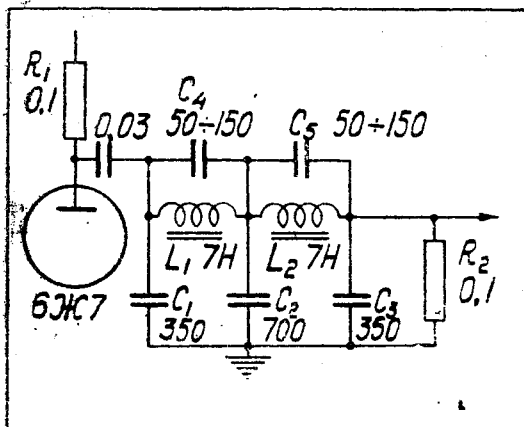 R₁
0,1
0,03
C₄
50÷150
C₅ 50÷150
L₁ 7H
L₂ 7H
R₂
0,1
6Ж7
C₁
350
C₂
700
C₃
350